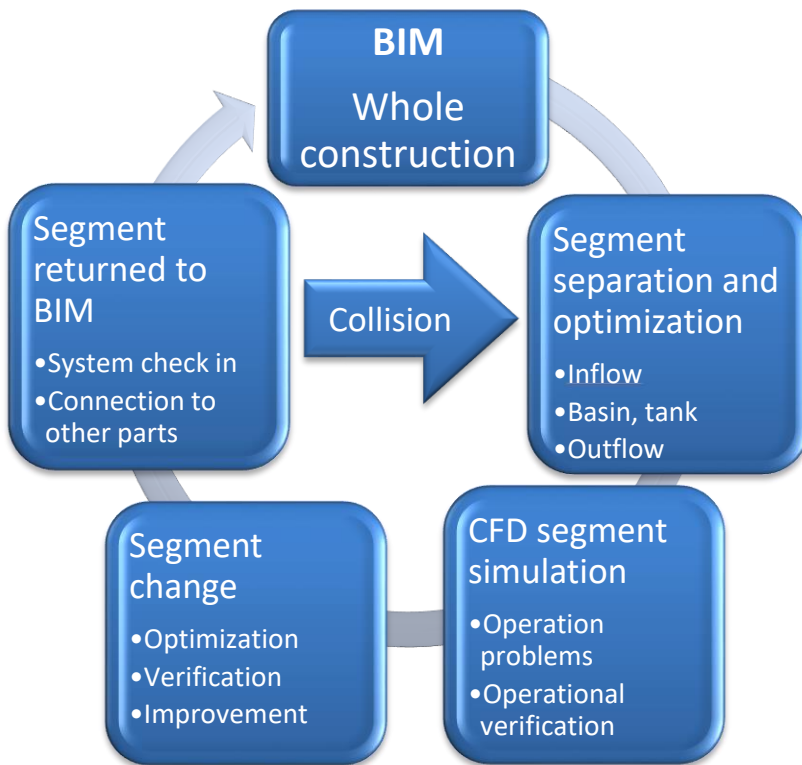 BIM
Whole
construction
Segment
returned to
BIM
•System check in
•Connection to
other parts
Collision
Segment
separation and
optimization
•Inflow
•Basin, tank
•Outflow
Segment
change
•Optimization
•Verification
•Improvement
CFD segment
simulation
•Operation
problems
•Operational
verification